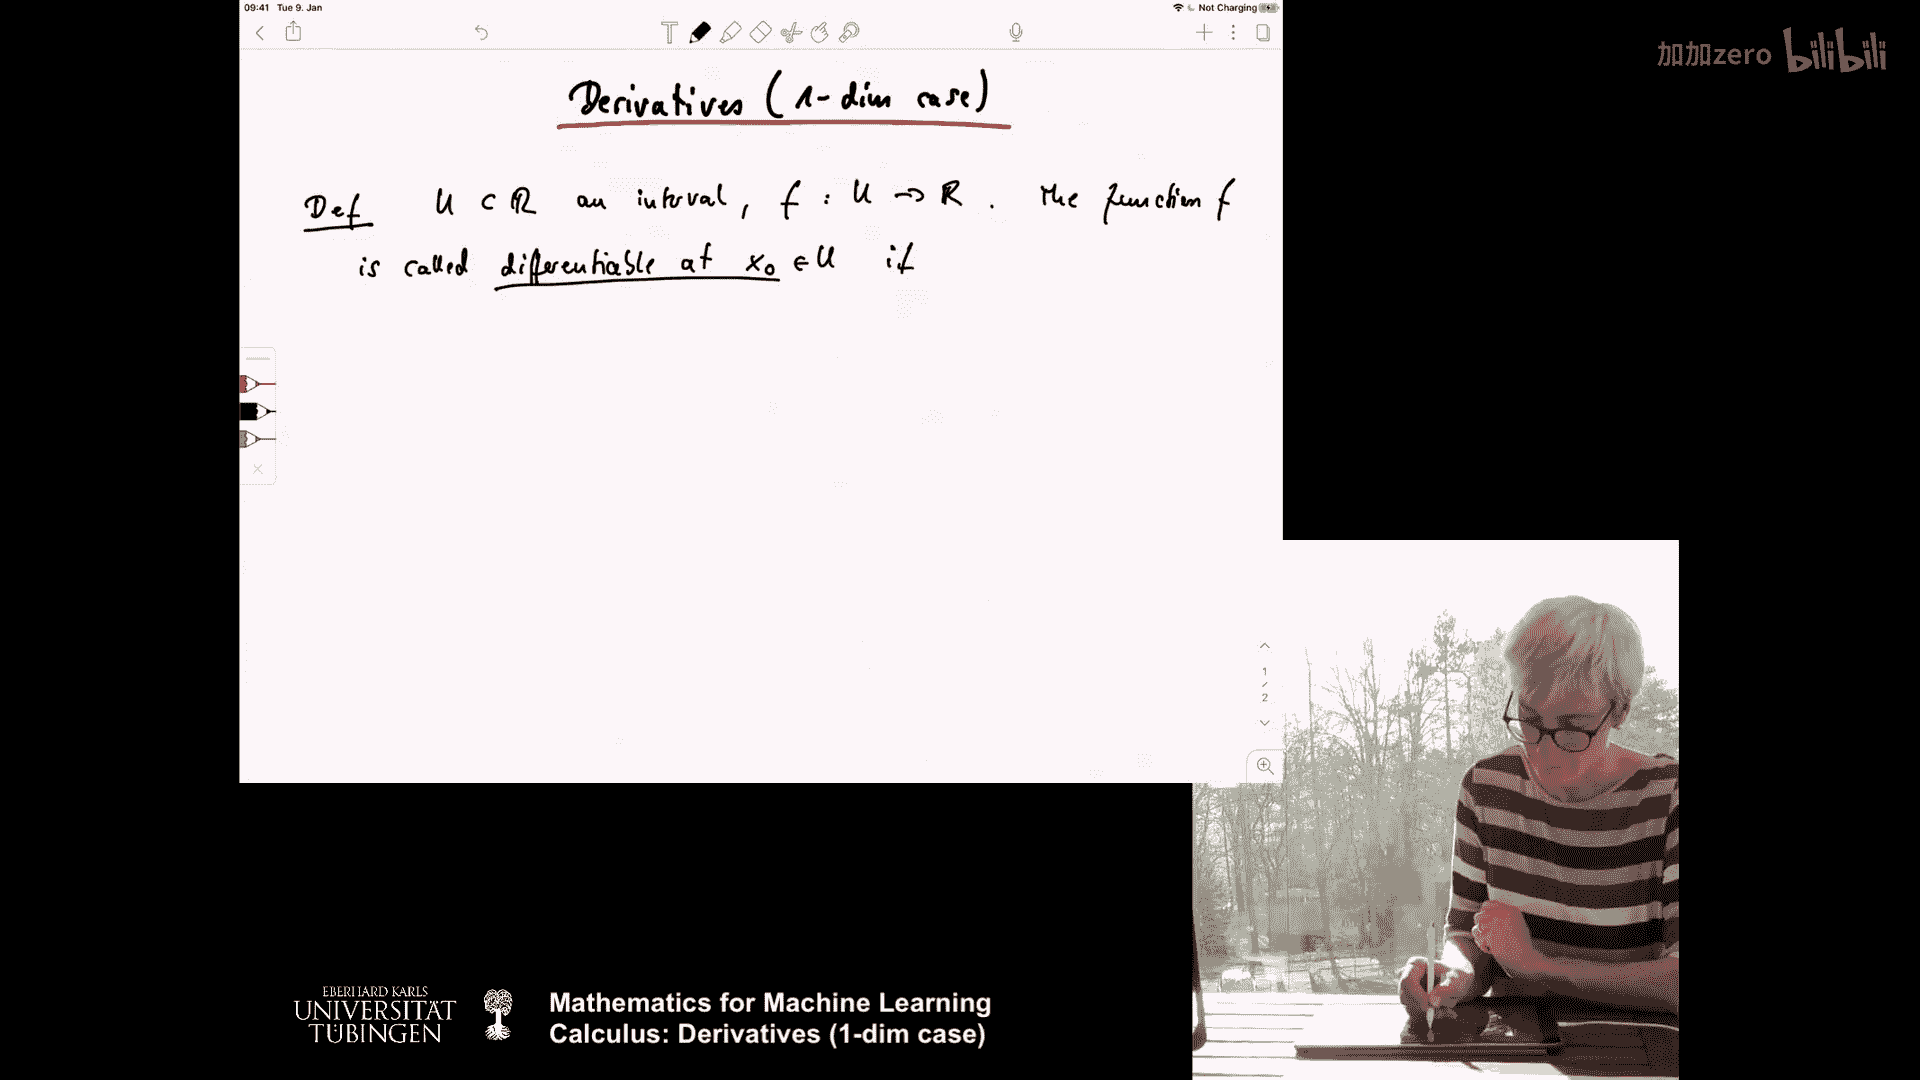 09:41 Tue 9. Jan
Not Charging
加加zero bilibili
Derivatives (1-dim case)
Def U ⊂ ℝ an interval, f : U → ℝ . The function f
is called differentiable at x₀ ∈ U if
1
2
EBERHARD KARLS
UNIVERSITÄT
TÜBINGEN
Mathematics for Machine Learning
Calculus: Derivatives (1-dim case)